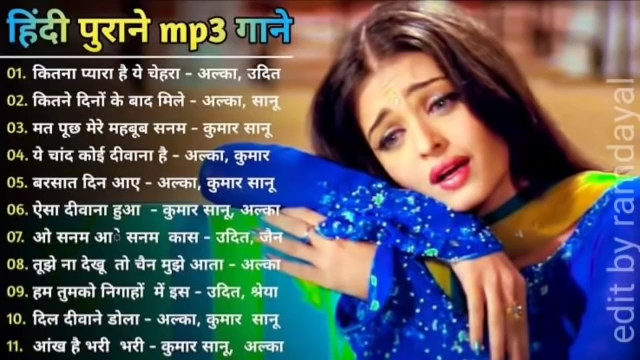 हिंदी पुराने mp3 गाने
01. कितना प्यारा है ये चेहरा – अल्का, उदित
02. कितने दिनों के बाद मिले – अल्का, सानू
03. मत पूछ मेरे महबूब सनम – कुमार सानू
04. ये चांद कोई दीवाना है – अल्का, कुमार
05. बरसात दिन आए – अल्का, कुमार सानू
06. ऐसा दीवाना हुआ – कुमार सानू, अल्का
07. ओ सनम आे सनम कास – उदित, जैन
08. तूझे ना देखू तो चैन मुझे आता – अल्का
09. हम तुमको निगाहों में इस – उदित, श्रेया
10. दिल दीवाने डोला – अल्का, कुमार सानू
11. आंख है भरी भरी – कुमार सानू, अल्का
edit by ramdayal